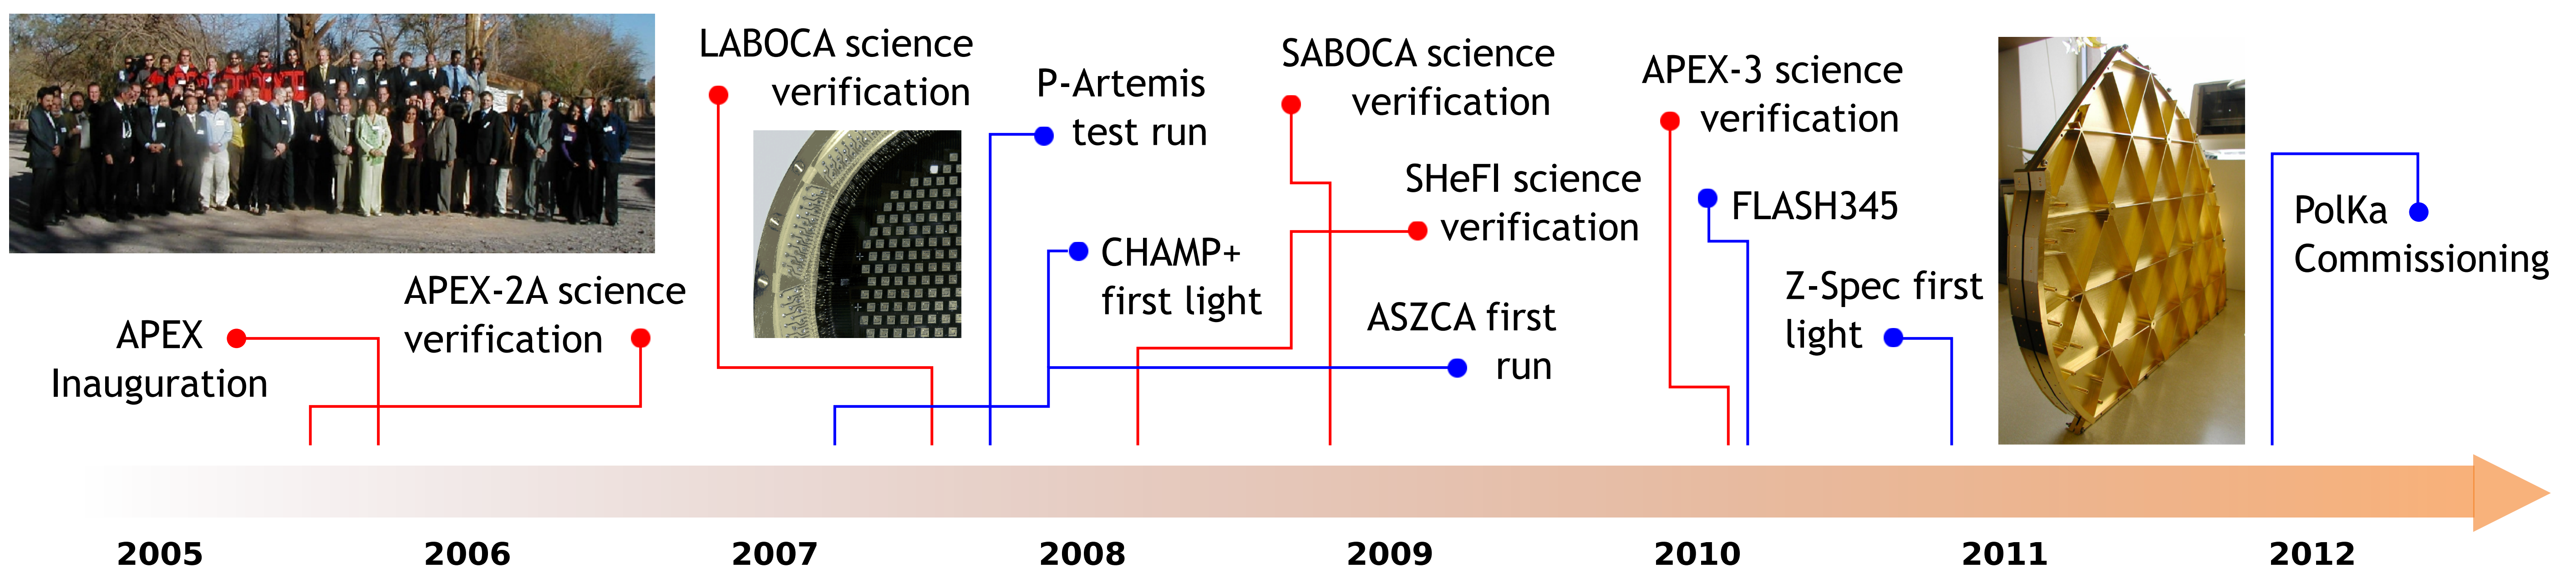 LABOCA science
verification
P-Artemis
test run
SABOCA science
verification
APEX-3 science
verification
SHeFI science
verification
FLASH345
PolKa
Commissioning
CHAMP+
first light
APEX-2A science
verification
Z-Spec first
light
ASZCA first
run
APEX
Inauguration
2005
2006
2007
2008
2009
2010
2011
2012